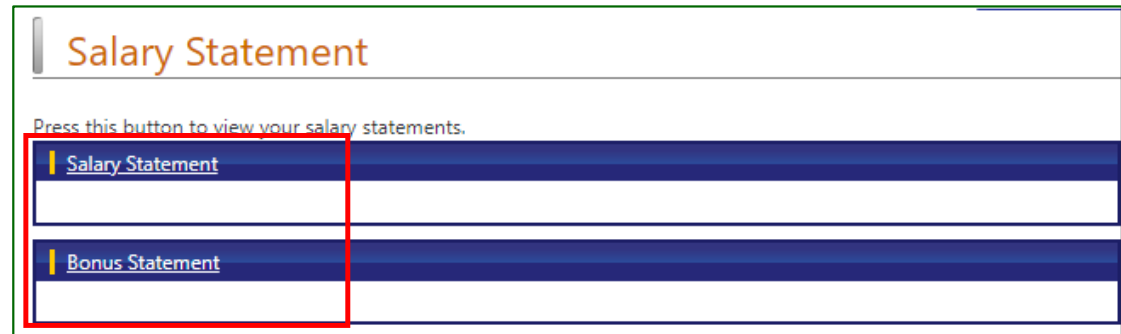 Salary Statement
Press this button to view your salary statements.
Salary Statement
Bonus Statement